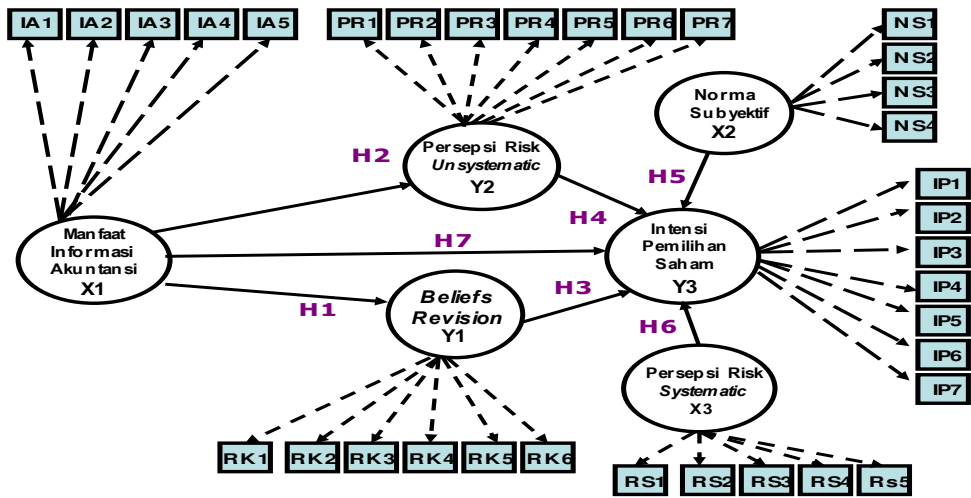 IA1 IA2 IA3 IA4 IA5
PR1 PR2 PR3 PR4 PR5 PR6 PR7
NS1
NS2
NS3
NS4
Norma
Subyektif
X2
H2
Persepsi Risk
Unsystematic
Y2
H5
H4
IP1
IP2
IP3
IP4
IP5
IP6
IP7
Manfaat
Informasi
Akuntansi
X1
H7
Intensi
Pemilihan
Saham
Y3
H1
Beliefs
Revision
Y1
H3
H6
Persepsi Risk
Systematic
X3
RK1 RK2 RK3 RK4 RK5 RK6
RS1 RS2 RS3 RS4 Rs5